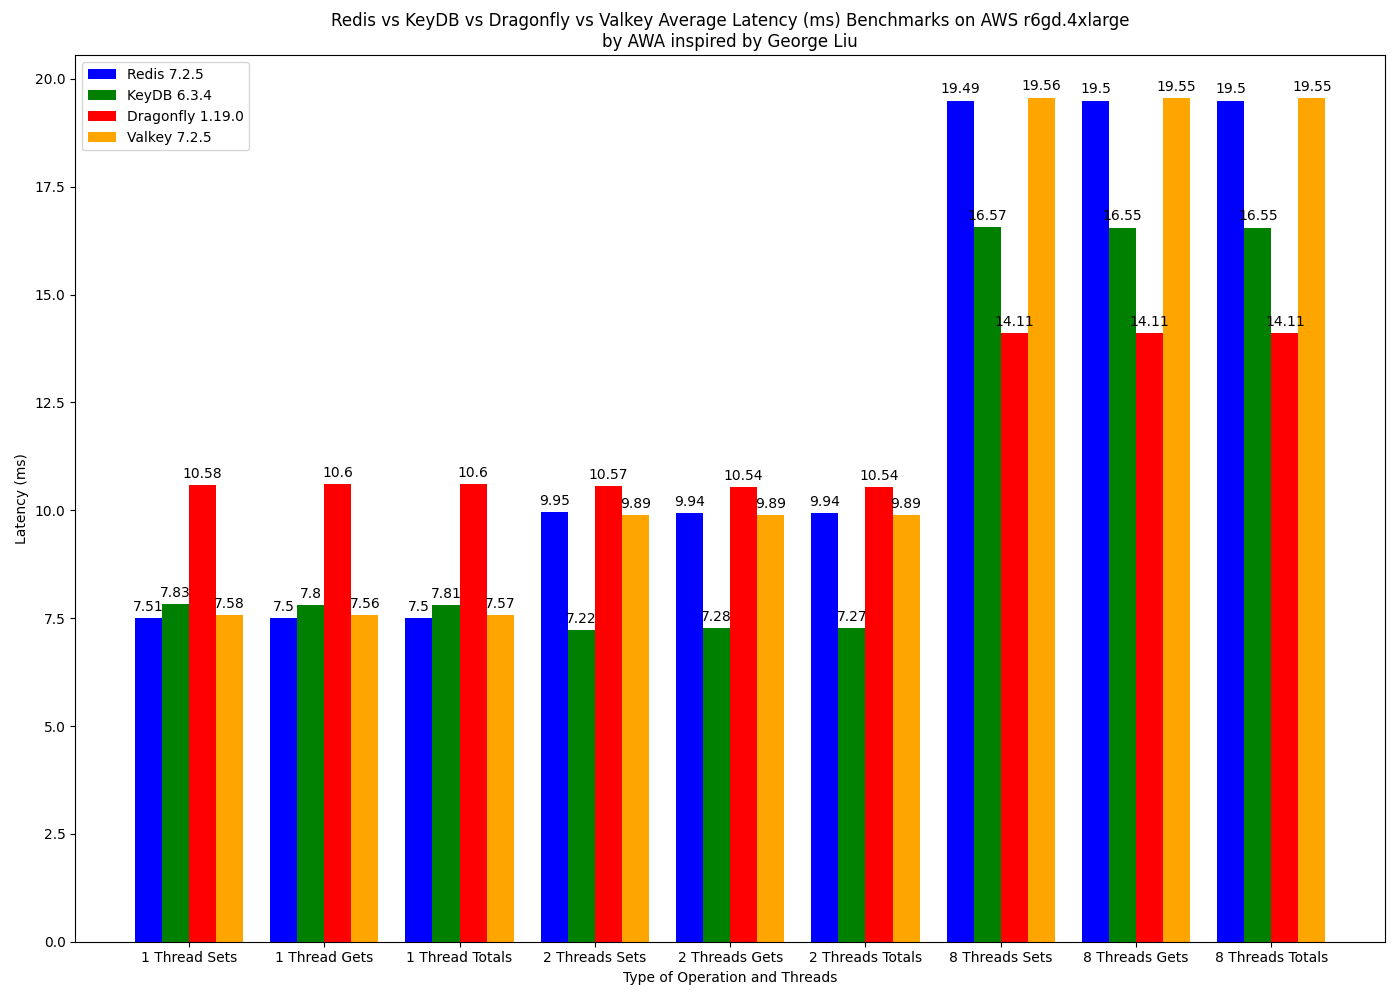 Redis vs KeyDB vs Dragonfly vs Valkey Average Latency (ms) Benchmarks on AWS r6gd.4xlarge
by AWA inspired by George Liu
Redis 7.2.5
KeyDB 6.3.4
Dragonfly 1.19.0
Valkey 7.2.5
Latency (ms)
20.0
17.5
15.0
12.5
10.0
7.5
5.0
2.5
0.0
7.51 7.83 10.58 7.58
7.5 7.8 10.6 7.56
7.5 7.81 10.6 7.57
9.95 7.22 10.57 9.89
9.94 7.28 10.54 9.89
9.94 7.27 10.54 9.89
19.49 16.57 14.11 19.56
19.5 16.55 14.11 19.55
19.5 16.55 14.11 19.55
1 Thread Sets 1 Thread Gets 1 Thread Totals 2 Threads Sets 2 Threads Gets 2 Threads Totals 8 Threads Sets 8 Threads Gets 8 Threads Totals
Type of Operation and Threads